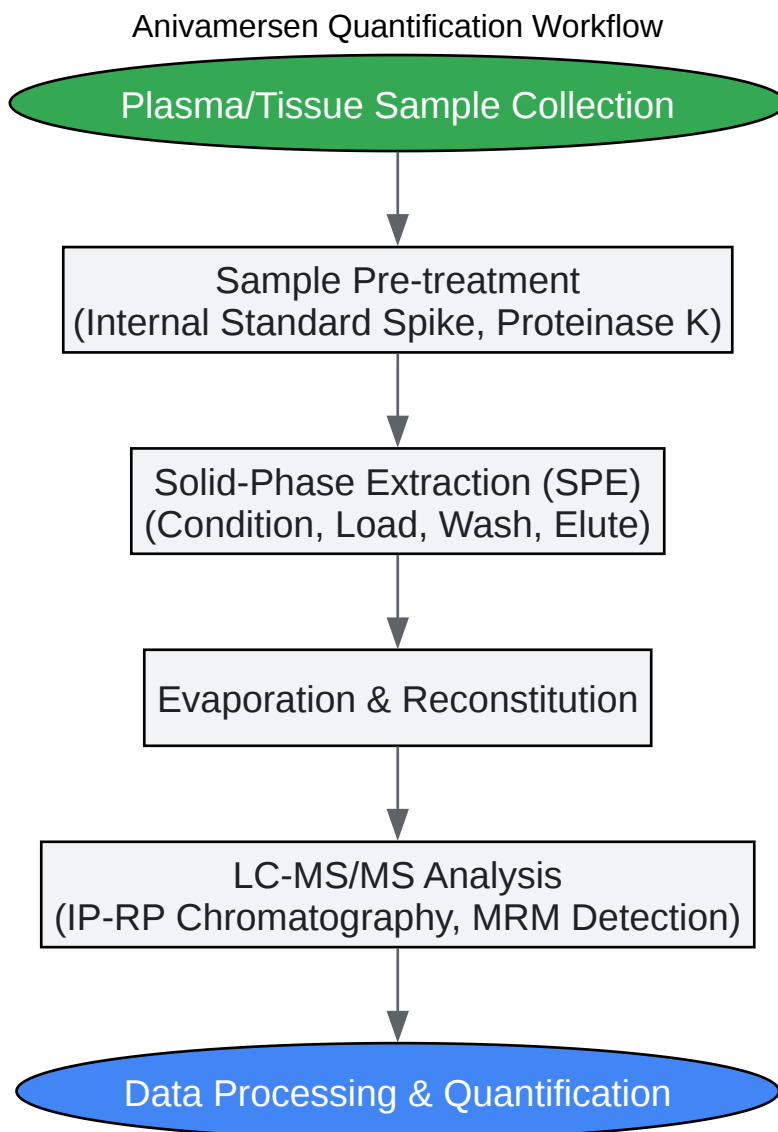 Anivamersen Quantification Workflow
Plasma/Tissue Sample Collection
Sample Pre-treatment
(Internal Standard Spike, Proteinase K)
Solid-Phase Extraction (SPE)
(Condition, Load, Wash, Elute)
Evaporation & Reconstitution
LC-MS/MS Analysis
(IP-RP Chromatography, MRM Detection)
Data Processing & Quantification